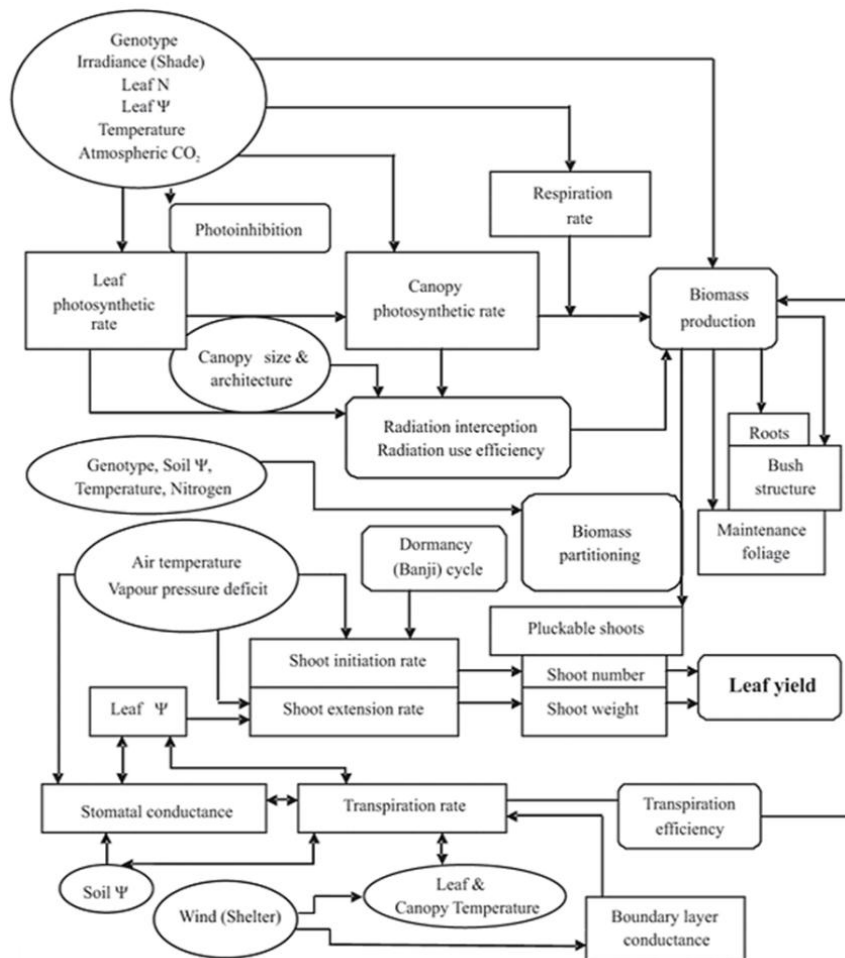 Genotype
Irradiance (Shade)
Leaf N
Leaf Ψ
Temperature
Atmospheric CO₂
Respiration
rate
Photoinhibition
Leaf
photosynthetic
rate
Canopy
photosynthetic rate
Biomass
production
Canopy size &
architecture
Radiation interception
Radiation use efficiency
Roots
Bush
structure
Maintenance
foliage
Genotype, Soil Ψ,
Temperature, Nitrogen
Biomass
partitioning
Dormancy
(Banji) cycle
Air temperature
Vapour pressure deficit
Pluckable shoots
Shoot initiation rate
Shoot number
Leaf yield
Leaf Ψ
Shoot extension rate
Shoot weight
Stomatal conductance
Transpiration rate
Transpiration
efficiency
Soil Ψ
Leaf &
Canopy Temperature
Wind (Shelter)
Boundary layer
conductance